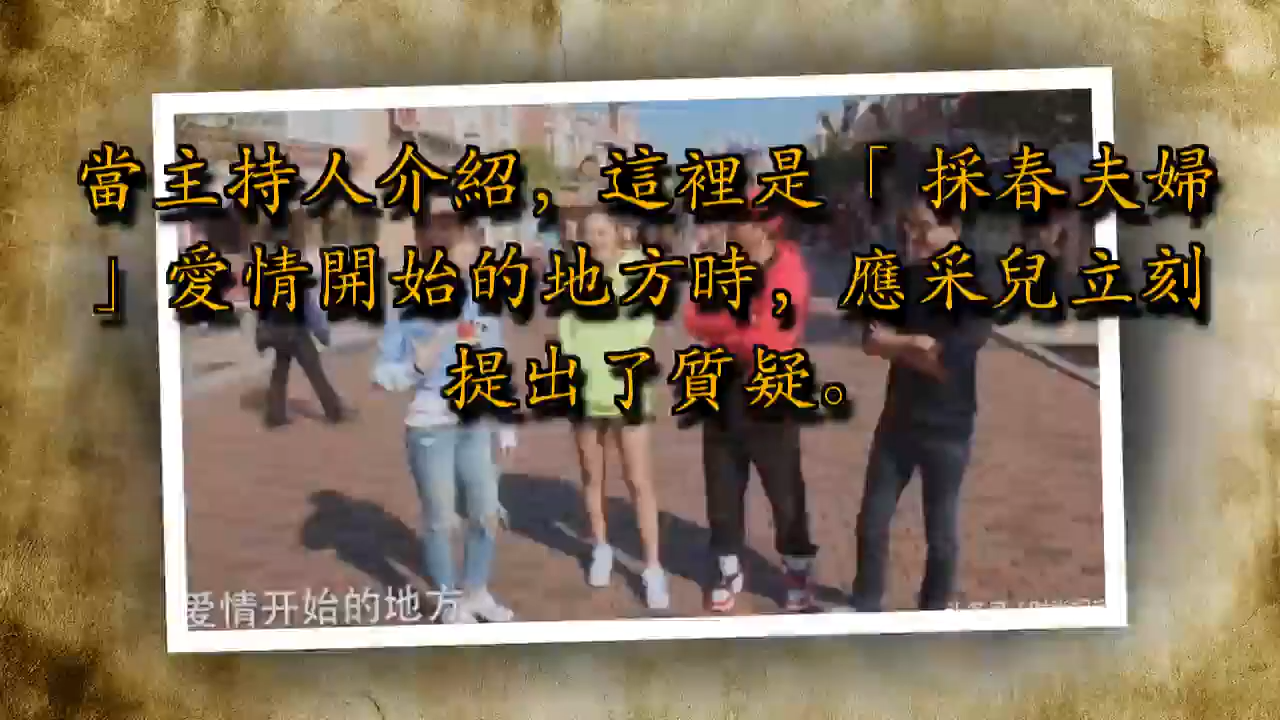 當主持人介紹，這裡是「採春夫婦
」愛情開始的地方時，應采兒立刻
提出了質疑。
爱情开始的地方